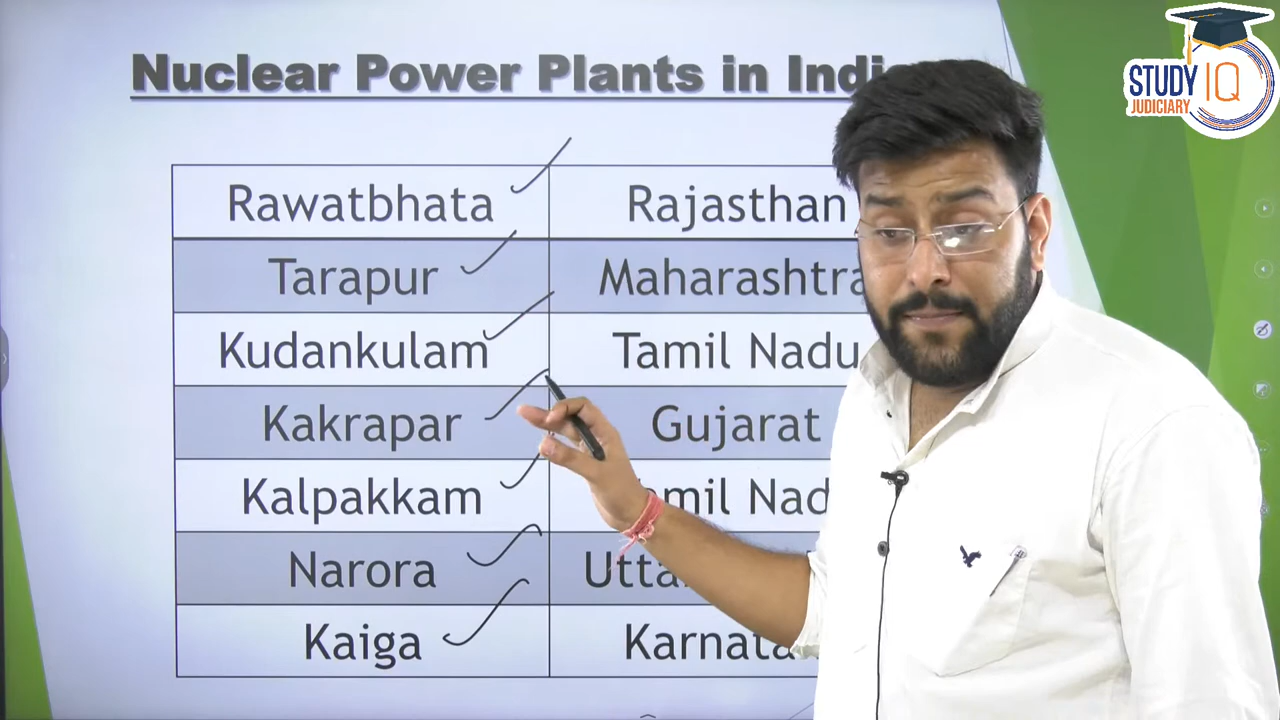 Nuclear Power Plants in
STUDY IQ
JUDICIARY
Rawatbhata Rajasthan
Tarapur Maharashtra
Kudankulam Tamil Nadu
Kakrapar Gujarat
Kalpakkam
Narora
Kaiga